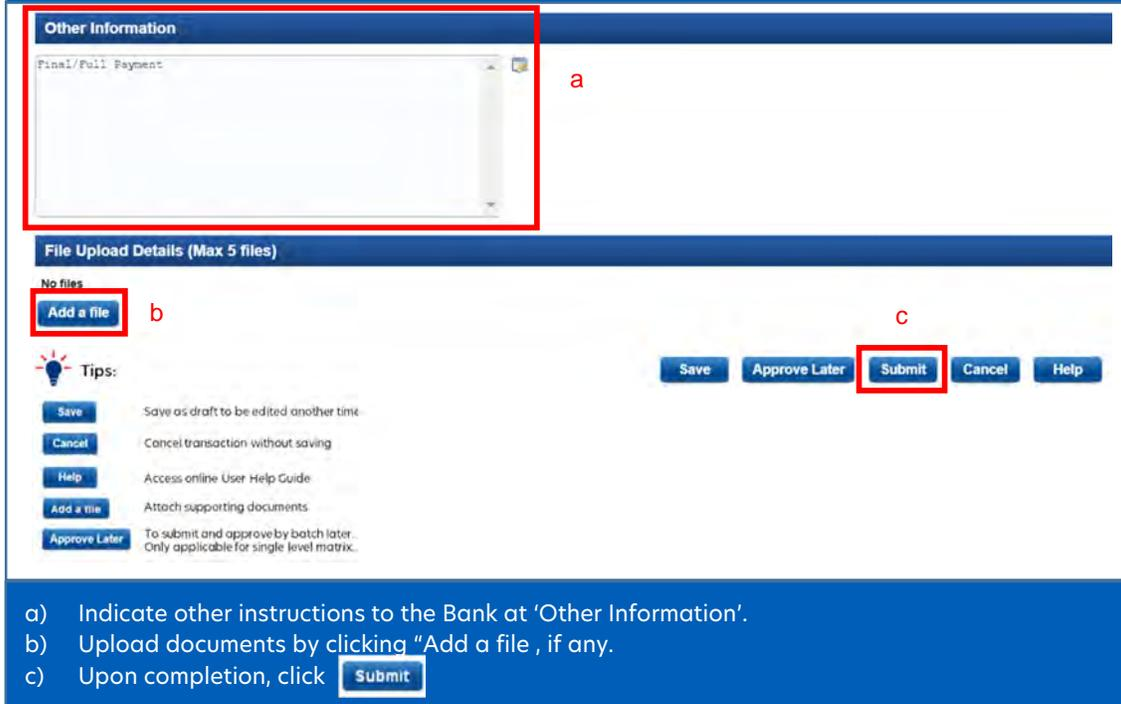 Other Information
Final/Full Payment
a
File Upload Details (Max 5 files)
No files
Add a file
b
c
Tips:
Save Approve Later Submit Cancel Help
Save Save as draft to be edited another time
Cancel Cancel transaction without saving
Help Access online User Help Guide
Add a file Attach supporting documents
Approve Later To submit and approve by batch later.
Only applicable for single level matrix.
a) Indicate other instructions to the Bank at ‘Other Information’.
b) Upload documents by clicking “Add a file , if any.
c) Upon completion, click Submit